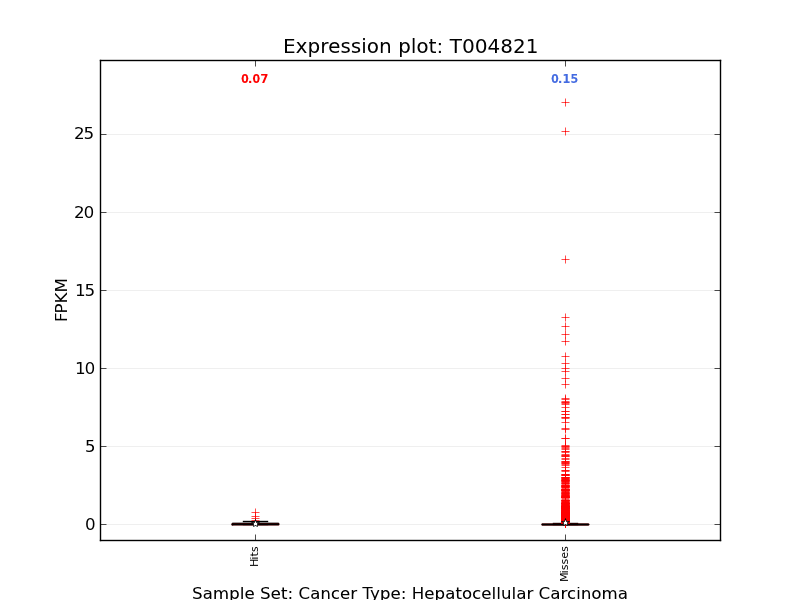 Expression plot: T004821
0.07
0.15
25
20
15
10
5
0
FPKM
Hits
Misses
Sample Set: Cancer Type: Hepatocellular Carcinoma